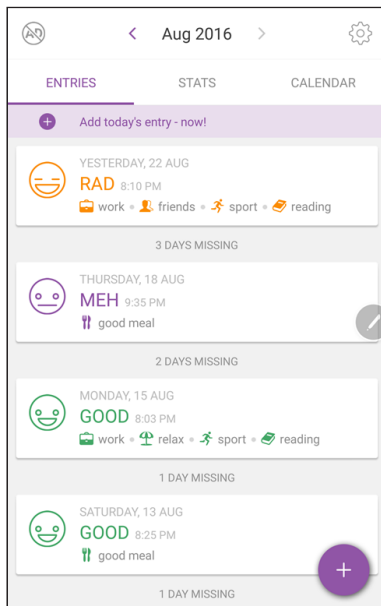 AD
Aug 2016
ENTRIES STATS CALENDAR
Add today's entry - now!
YESTERDAY, 22 AUG
RAD 8:10 PM
work • friends • sport • reading
3 DAYS MISSING
THURSDAY, 18 AUG
MEH 9:35 PM
good meal
2 DAYS MISSING
MONDAY, 15 AUG
GOOD 8:03 PM
work • relax • sport • reading
1 DAY MISSING
SATURDAY, 13 AUG
GOOD 8:25 PM
good meal
1 DAY MISSING